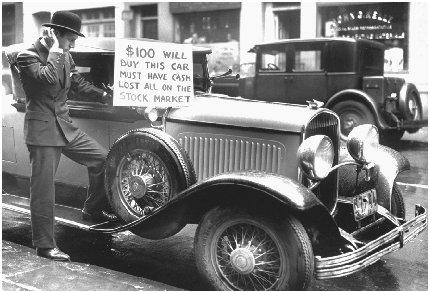 $100 WILL
BUY THIS CAR
MUST HAVE CASH
LOST ALL ON THE
STOCK MARKET